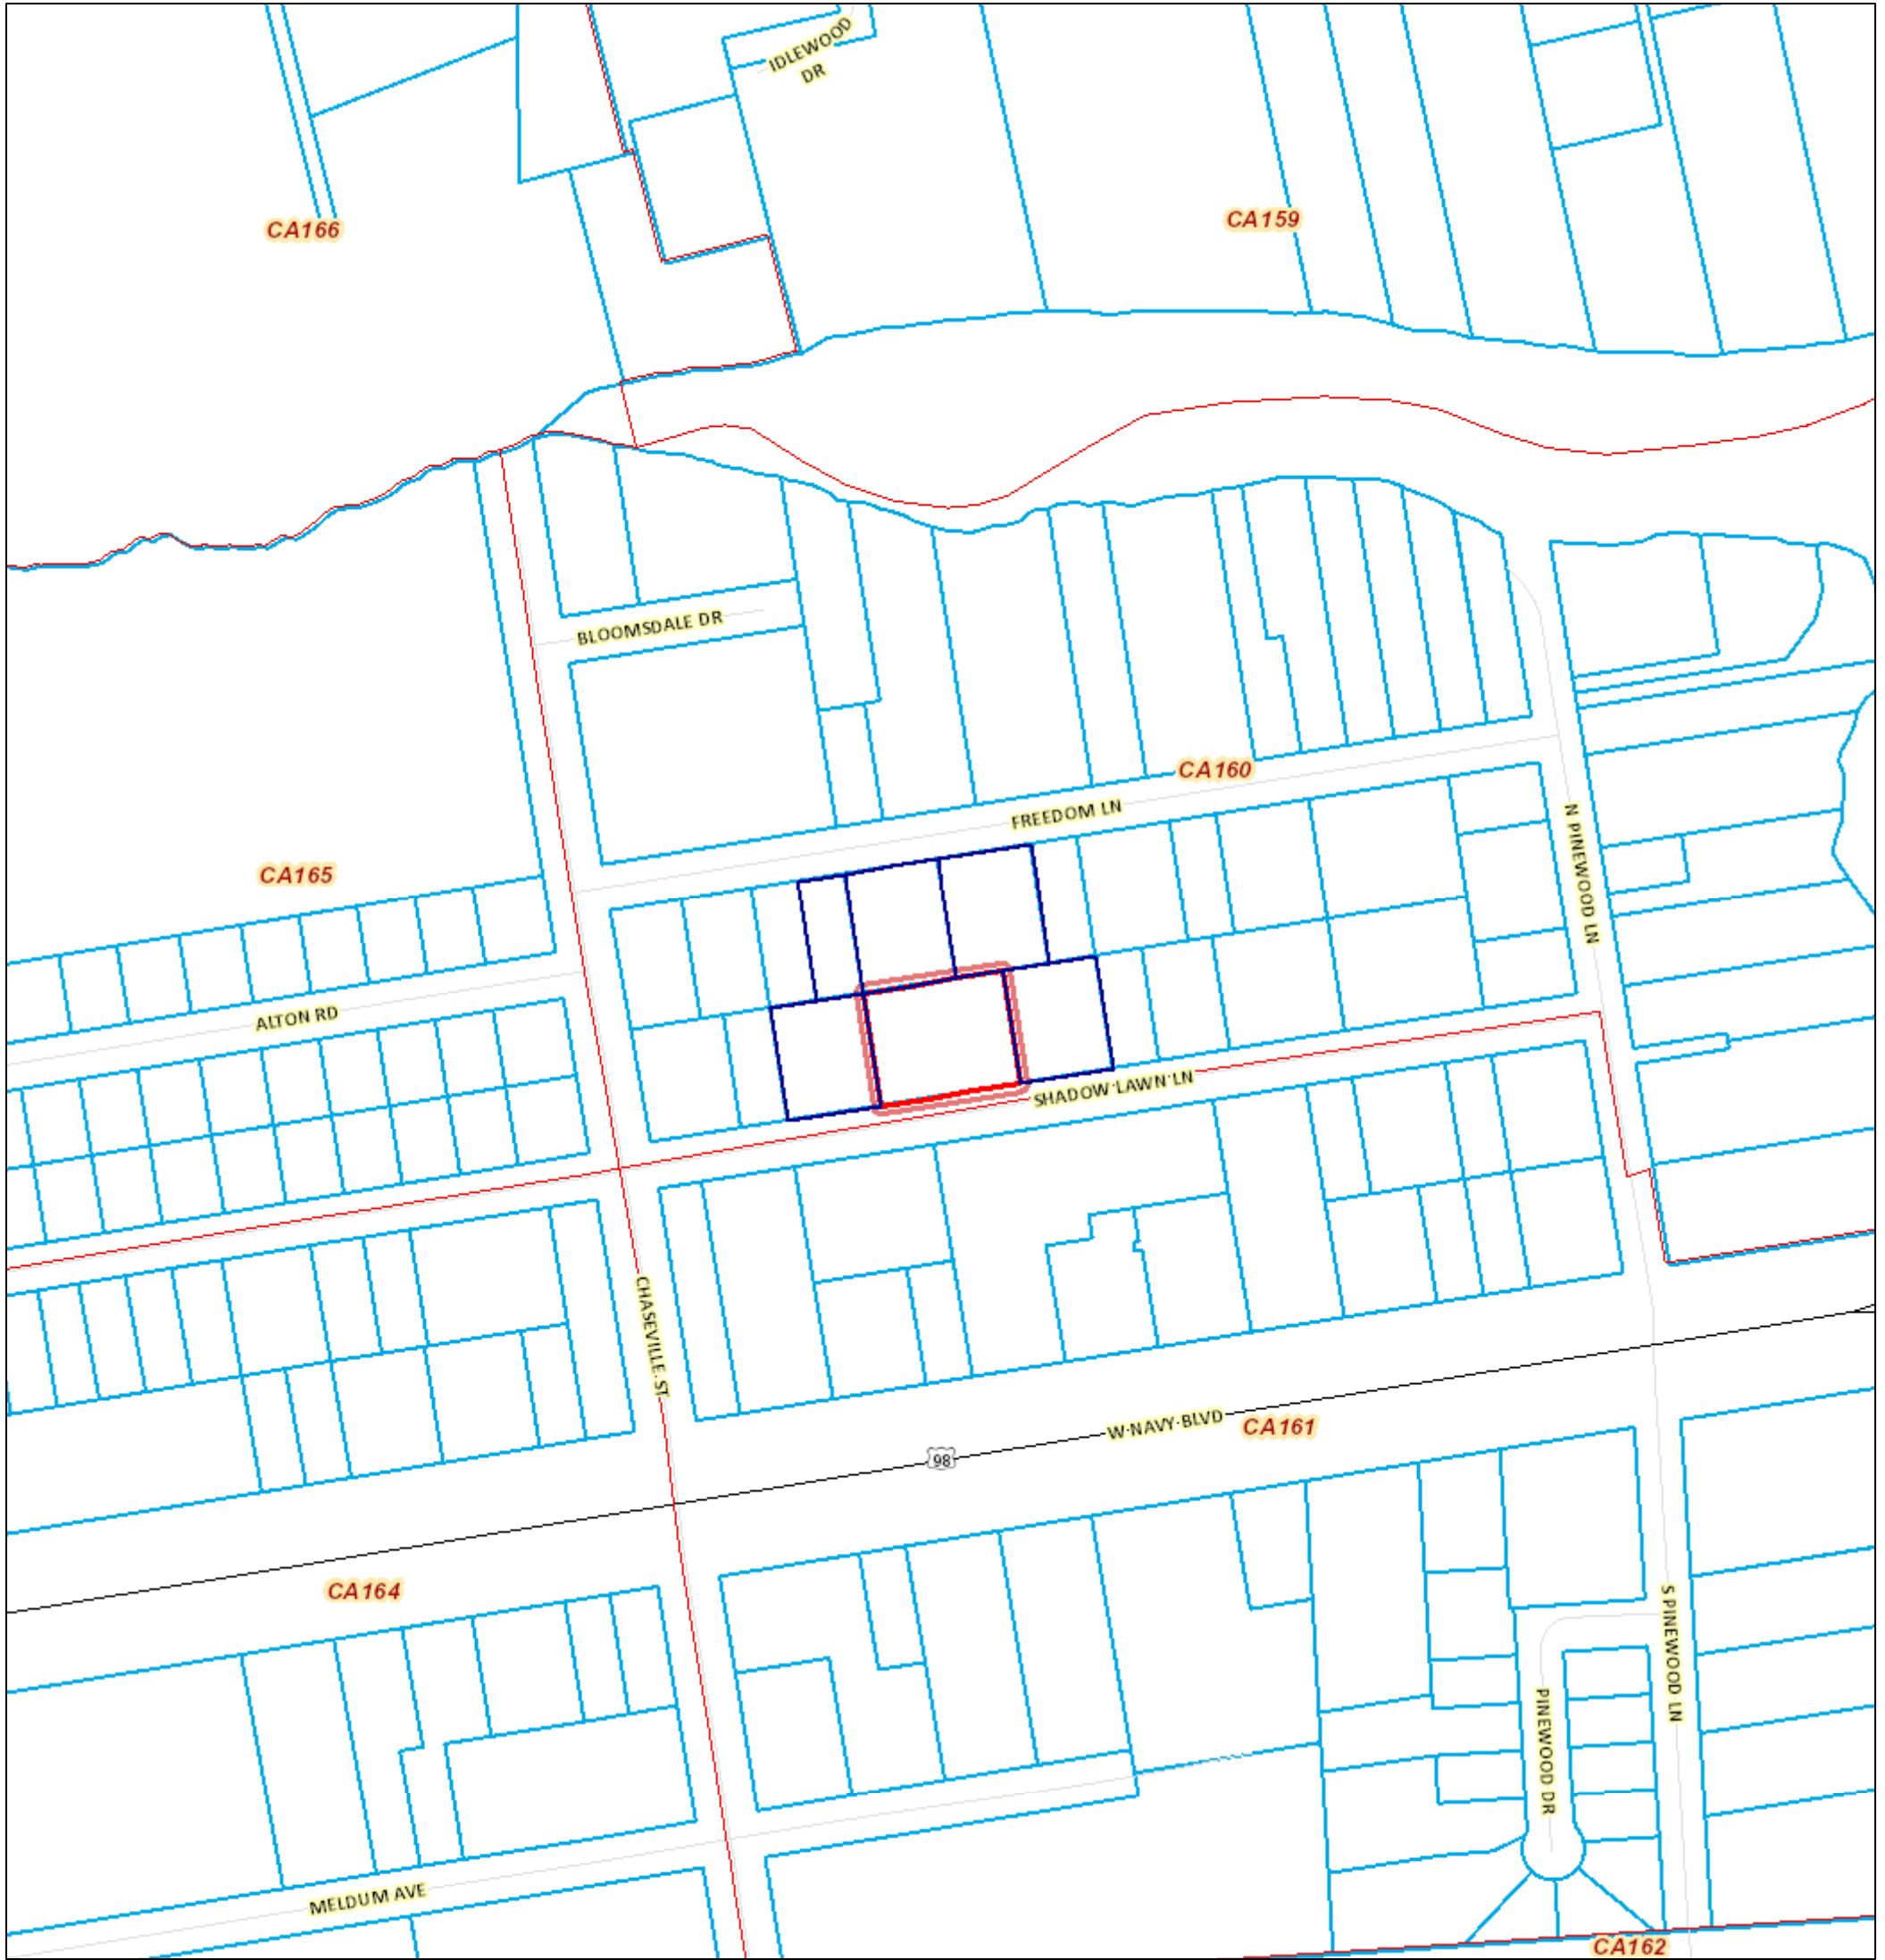 IDLEWOOD
DR
CA166
CA159
BLOOMSDALE DR
CA160
FREEDOM LN
N PINEWOOD LN
CA165
ALTON RD
SHADOW LAWN LN
CHASEVILLE ST
W NAVY BLVD
CA161
98
CA164
S PINEWOOD LN
PINEWOOD DR
MELDUM AVE
CA162